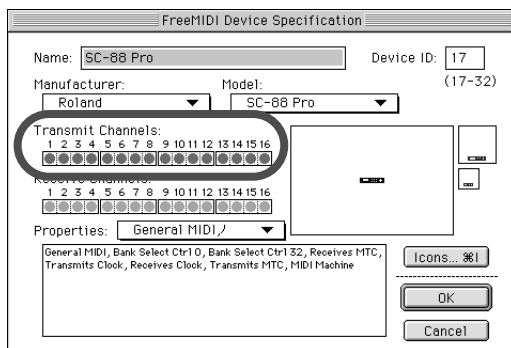 FreeMIDI Device Specification
Name: SC-88 Pro
Device ID: 17
(17-32)
Manufacturer:
Model:
Roland
SC-88 Pro
Transmit Channels:
1 2 3 4 5 6 7 8 9 10 11 12 13 14 15 16
1 2 3 4 5 6 7 8 9 10 11 12 13 14 15 16
Properties: General MIDI,/
General MIDI, Bank Select Ctrl 0, Bank Select Ctrl 32, Receives MTC,
Transmits Clock, Receives Clock, Transmits MTC, MIDI Machine
Icons... ⌘I
OK
Cancel